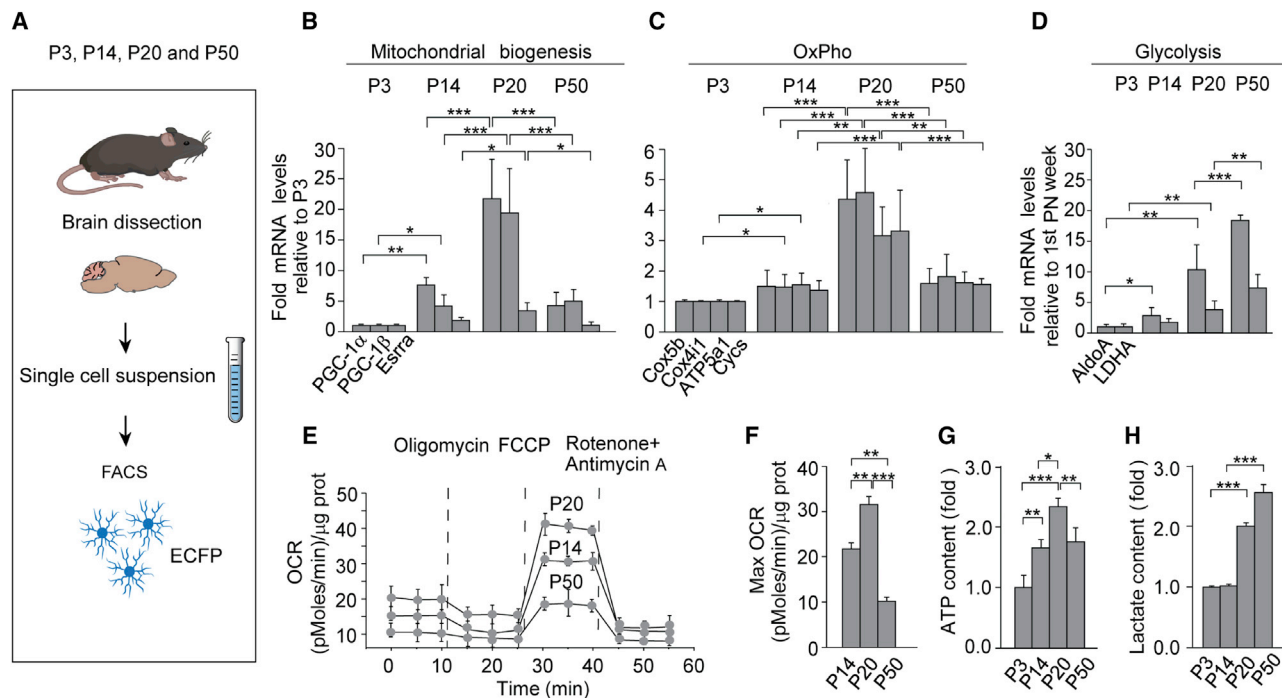 A
P3, P14, P20 and P50
Brain dissection
Single cell suspension
FACS
ECFP
B
Mitochondrial biogenesis
P3 P14 P20 P50
*** ***
*** ***
* *
*
**
Fold mRNA levels
relative to P3
30
25
20
15
10
5
0
PGC-1α
PGC-1β
Esrra
C
OxPho
P3 P14 P20 P50
*** ***
** ***
*** **
*** ***
*
*
6
5
4
3
2
1
0
Cox5b
Cox4i1
ATP5a1
Cycs
D
Glycolysis
P3 P14 P20 P50
**
***
**
**
*
Fold mRNA levels
relative to 1st PN week
30
25
20
15
10
5
0
AldoA
LDHA
E
Oligomycin FCCP Rotenone+
Antimycin A
OCR
(pMoles/min)/µg prot
50
40
30
20
10
P20
P14
P50
0 10 20 30 40 50 60
Time (min)
F
Max OCR
(pMoles/min)/µg prot
40
30
20
10
0
**
** ***
P14
P20
P50
G
ATP content (fold)
3.0
2.0
1.0
0.0
*
*** **
**
P3
P14
P20
P50
H
Lactate content (fold)
3.0
2.0
1.0
0.0
***
***
P3
P14
P20
P50